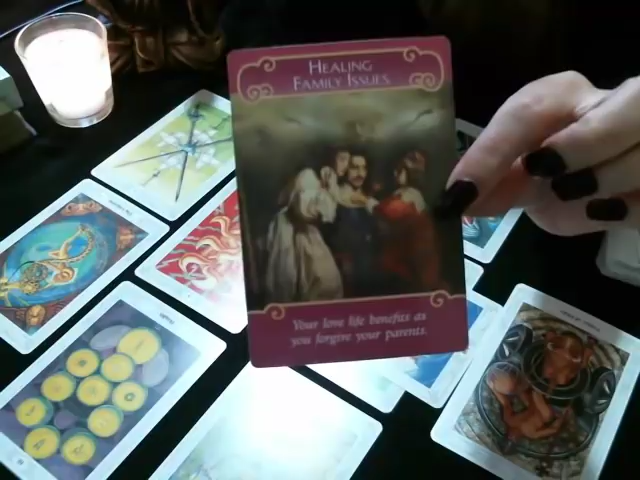 Healing
Family Issues
Your love life benefits as
you forgive your parents.